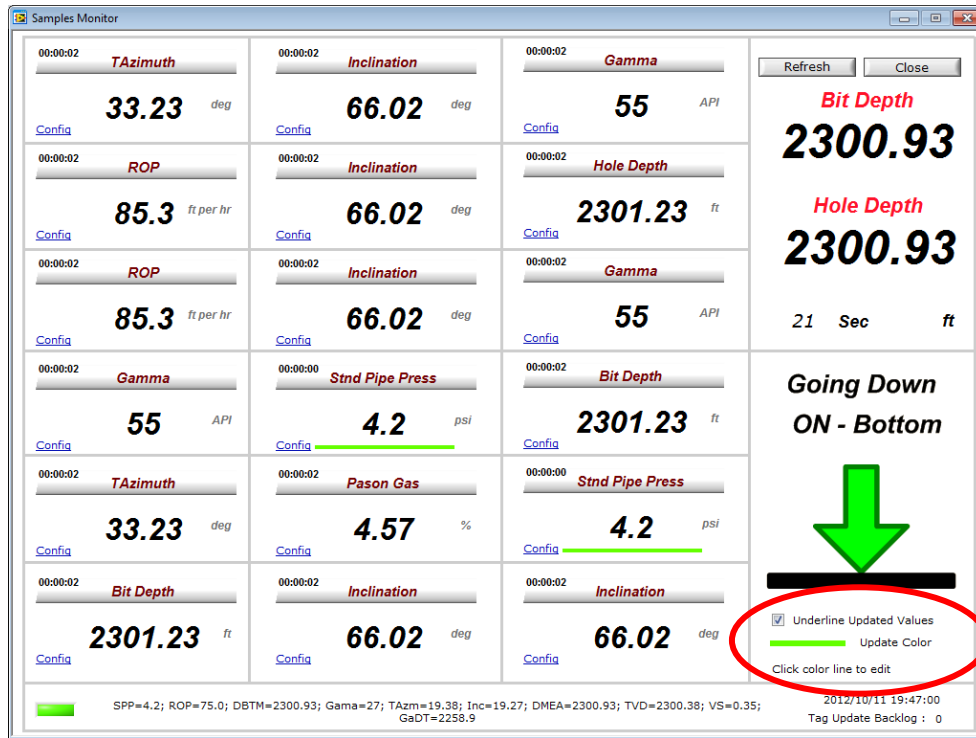 Samples Monitor
00:00:02
TAzimuth
33.23 deg
Config
00:00:02
Inclination
66.02 deg
Config
00:00:02
Gamma
55 API
Config
00:00:02
ROP
85.3 ft per hr
Config
00:00:02
Inclination
66.02 deg
Config
00:00:02
Hole Depth
2301.23 ft
Config
00:00:02
ROP
85.3 ft per hr
Config
00:00:02
Inclination
66.02 deg
Config
00:00:02
Gamma
55 API
Config
00:00:02
Gamma
55 API
Config
00:00:00
Stnd Pipe Press
4.2 psi
Config
00:00:02
Bit Depth
2301.23 ft
Config
00:00:02
TAzimuth
33.23 deg
Config
00:00:02
Pason Gas
4.57 %
Config
00:00:00
Stnd Pipe Press
4.2 psi
Config
00:00:02
Bit Depth
2301.23 ft
Config
00:00:02
Inclination
66.02 deg
Config
00:00:02
Inclination
66.02 deg
Config
Refresh Close
Bit Depth
2300.93
Hole Depth
2300.93
21 Sec ft
Going Down
ON - Bottom
Underline Updated Values
Update Color
Click color line to edit
SPP=4.2; ROP=75.0; DBTM=2300.93; Gama=27; TAzm=19.38; Inc=19.27; DMEA=2300.93; TVD=2300.38; VS=0.35;
GaDT=2258.9
2012/10/11 19:47:00
Tag Update Backlog : 0